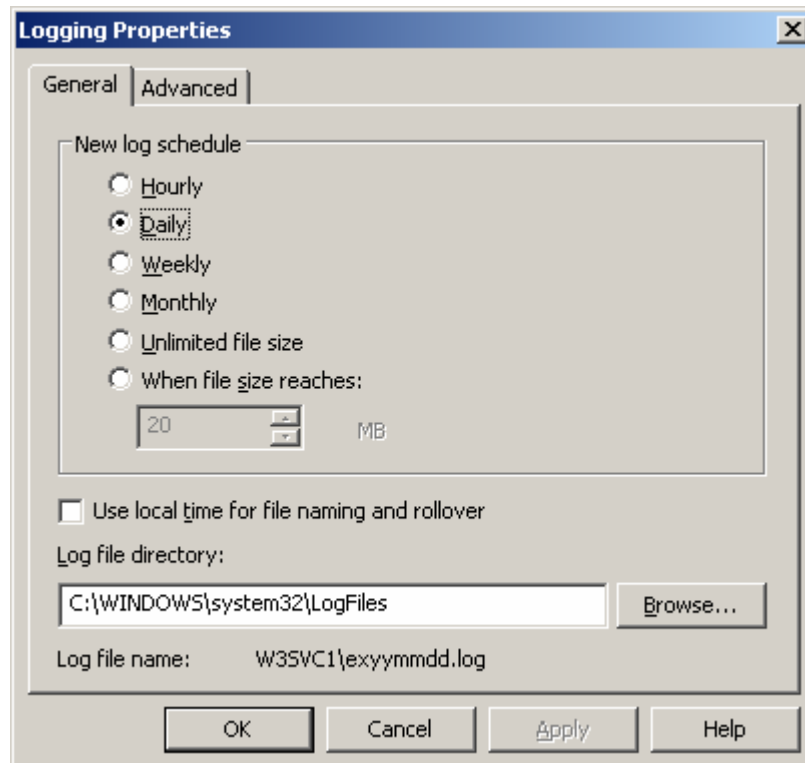 Logging Properties
General Advanced
New log schedule
Hourly
Daily
Weekly
Monthly
Unlimited file size
When file size reaches:
20 MB
Use local time for file naming and rollover
Log file directory:
C:\WINDOWS\system32\LogFiles Browse...
Log file name: W3SVC1\exyymmdd.log
OK Cancel Apply Help